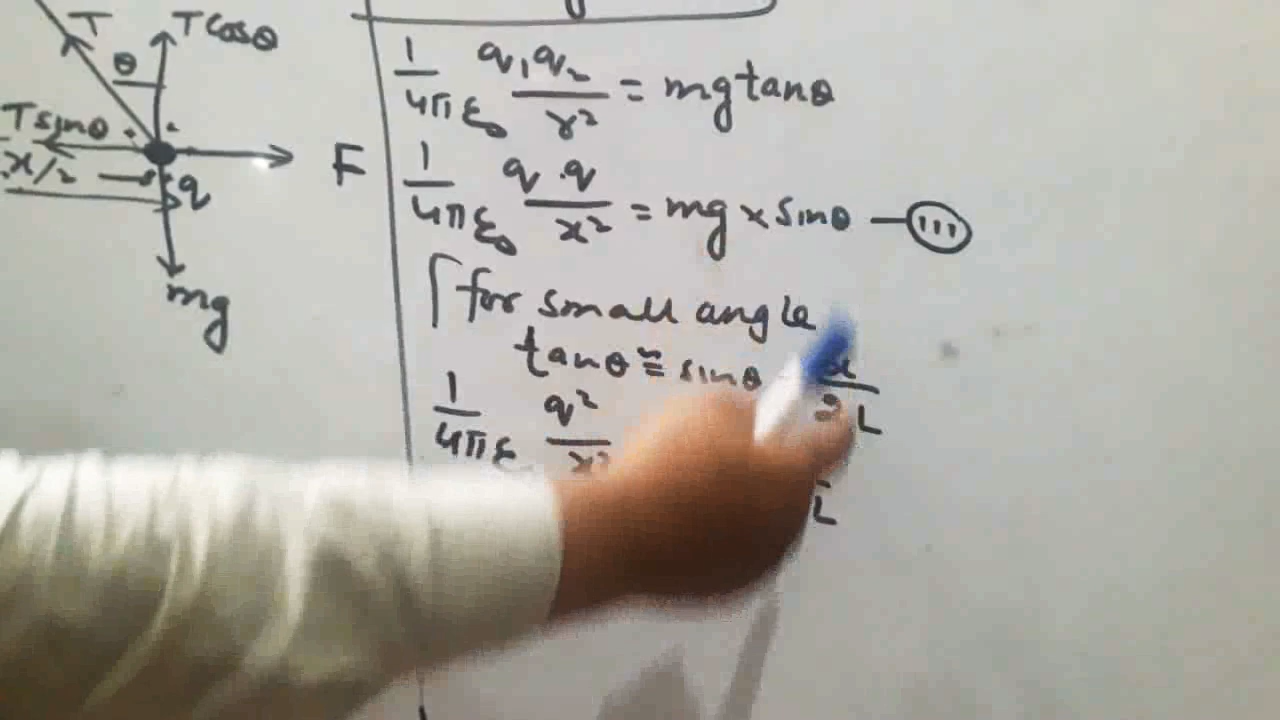 T
Tcosθ
θ
Tsinθ
x/2
q
F
mg
1/4πε₀ q₁q₂/r² = mg tanθ
1/4πε₀ q.q/x² = mg x sinθ — (iii)
[for small angle
tanθ ≅ sinθ x/2L
1/4πε q²/x²
L